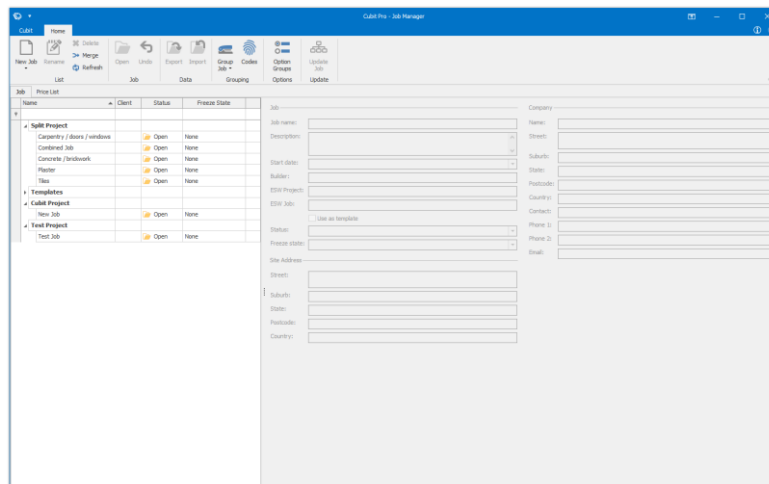 Cubit Pro - Job Manager
Cubit Home
New Job Rename Delete Merge Refresh Open Undo Export Import Group Job Codes Option Groups Update Job
List Job Data Grouping Options Update
Job Price List
Name Client Status Freeze State
Split Project
Carpentry / doors / windows Open None
Combined Job Open None
Concrete / brickwork Open None
Plaster Open None
Tiles Open None
Templates
Cubit Project
New Job Open None
Test Project
Test Job Open None
Job
Job name:
Description:
Start date:
Builder:
EDW Project:
EDW Job:
Use as template
Status:
Freeze state:
Site Address
Street:
Suburb:
State:
Postcode:
Country:
Company
Name:
Street:
Suburb:
State:
Postcode:
Country:
Contact:
Phone 1:
Phone 2:
Email: